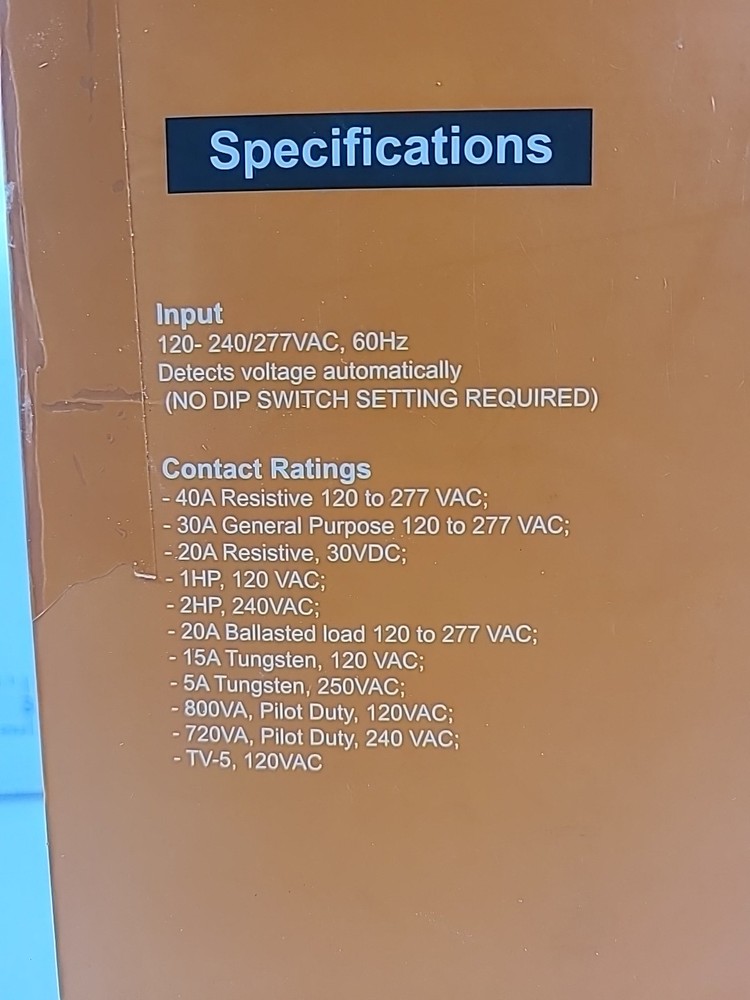 Specifications
Input
120- 240/277VAC, 60Hz
Detects voltage automatically
(NO DIP SWITCH SETTING REQUIRED)
Contact Ratings
- 40A Resistive 120 to 277 VAC;
- 30A General Purpose 120 to 277 VAC;
- 20A Resistive, 30VDC;
- 1HP, 120 VAC;
- 2HP, 240VAC;
- 20A Ballasted load 120 to 277 VAC;
- 15A Tungsten, 120 VAC;
- 5A Tungsten, 250VAC;
- 800VA, Pilot Duty, 120VAC;
- 720VA, Pilot Duty, 240 VAC;
- TV-5, 120VAC